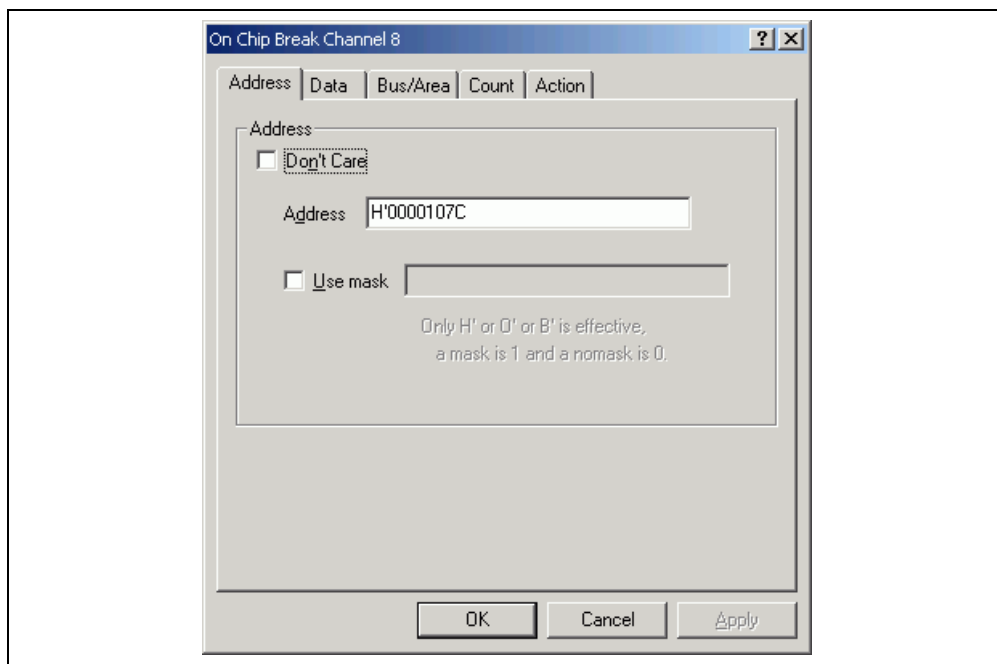 On Chip Break Channel 8
Address Data Bus/Area Count Action
Address
Don't Care
Address H'0000107C
Use mask
Only H' or O' or B' is effective,
a mask is 1 and a nomask is 0.
OK Cancel Apply